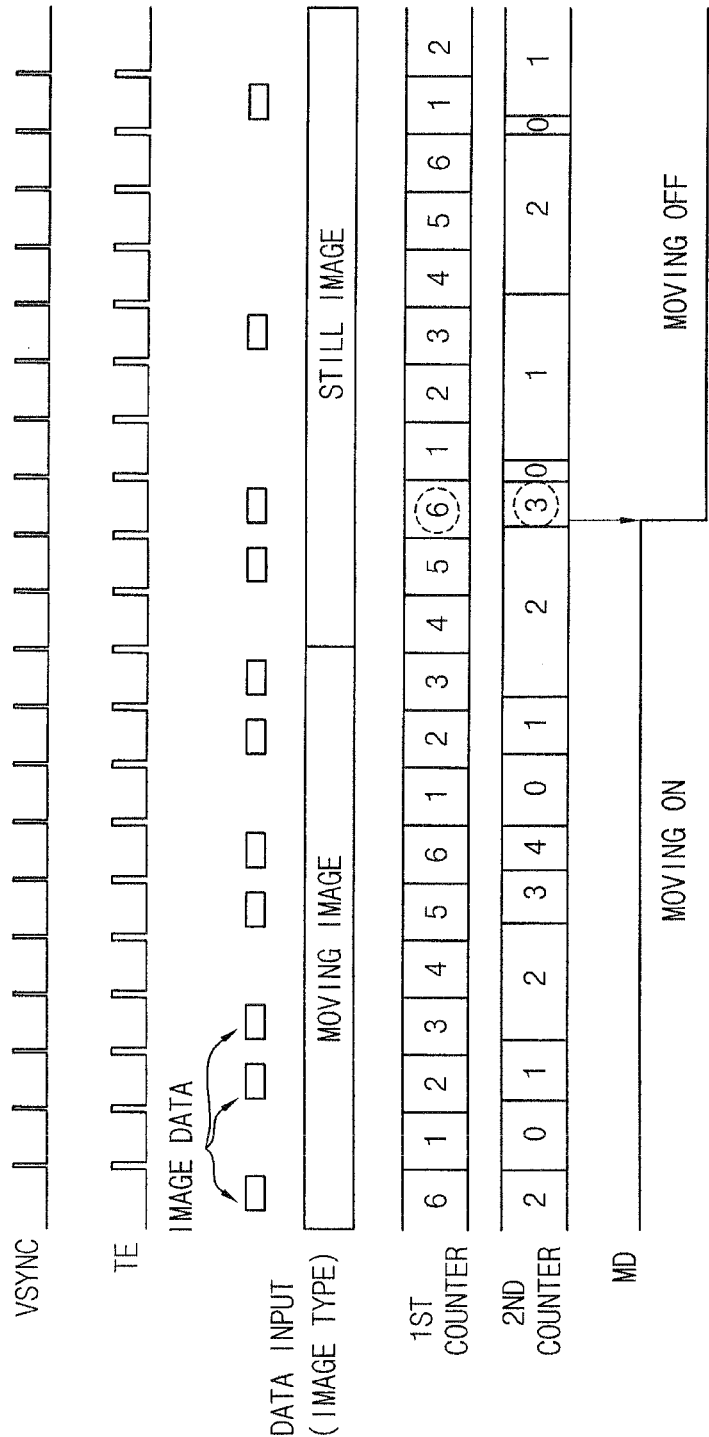 VSYNC
TE
IMAGE DATA
DATA INPUT
(IMAGE TYPE)
MOVING IMAGE
STILL IMAGE
1ST
COUNTER
6 1 2 3 4 5 6 1 2 3 4 5 6 1 2 3 4 5 6 1 2
2ND
COUNTER
2 0 1 2 3 4 0 1 2 3 0 1 2 0 1
MD
MOVING ON
MOVING OFF